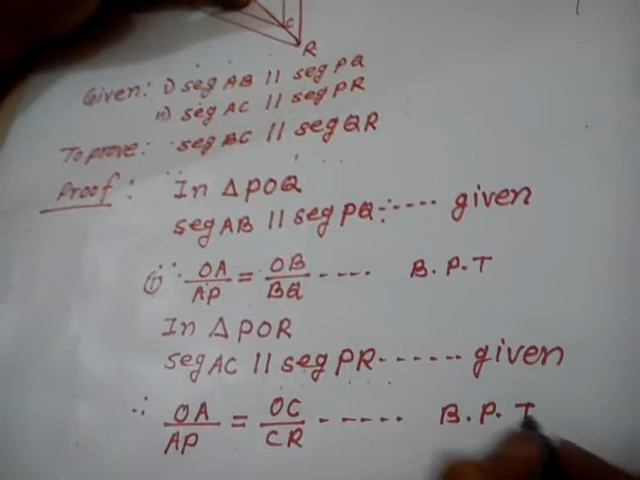 C
R
Given: i) seg AB || seg PQ
ii) seg AC || seg PR
To prove: seg BC || seg QR
Proof: In △POQ
seg AB || seg PQ ------ given
① ∴ OA/AP = OB/BQ ---- B.P.T
In △POR
seg AC || seg PR ------- given
∴ OA/AP = OC/CR ------ B.P.T